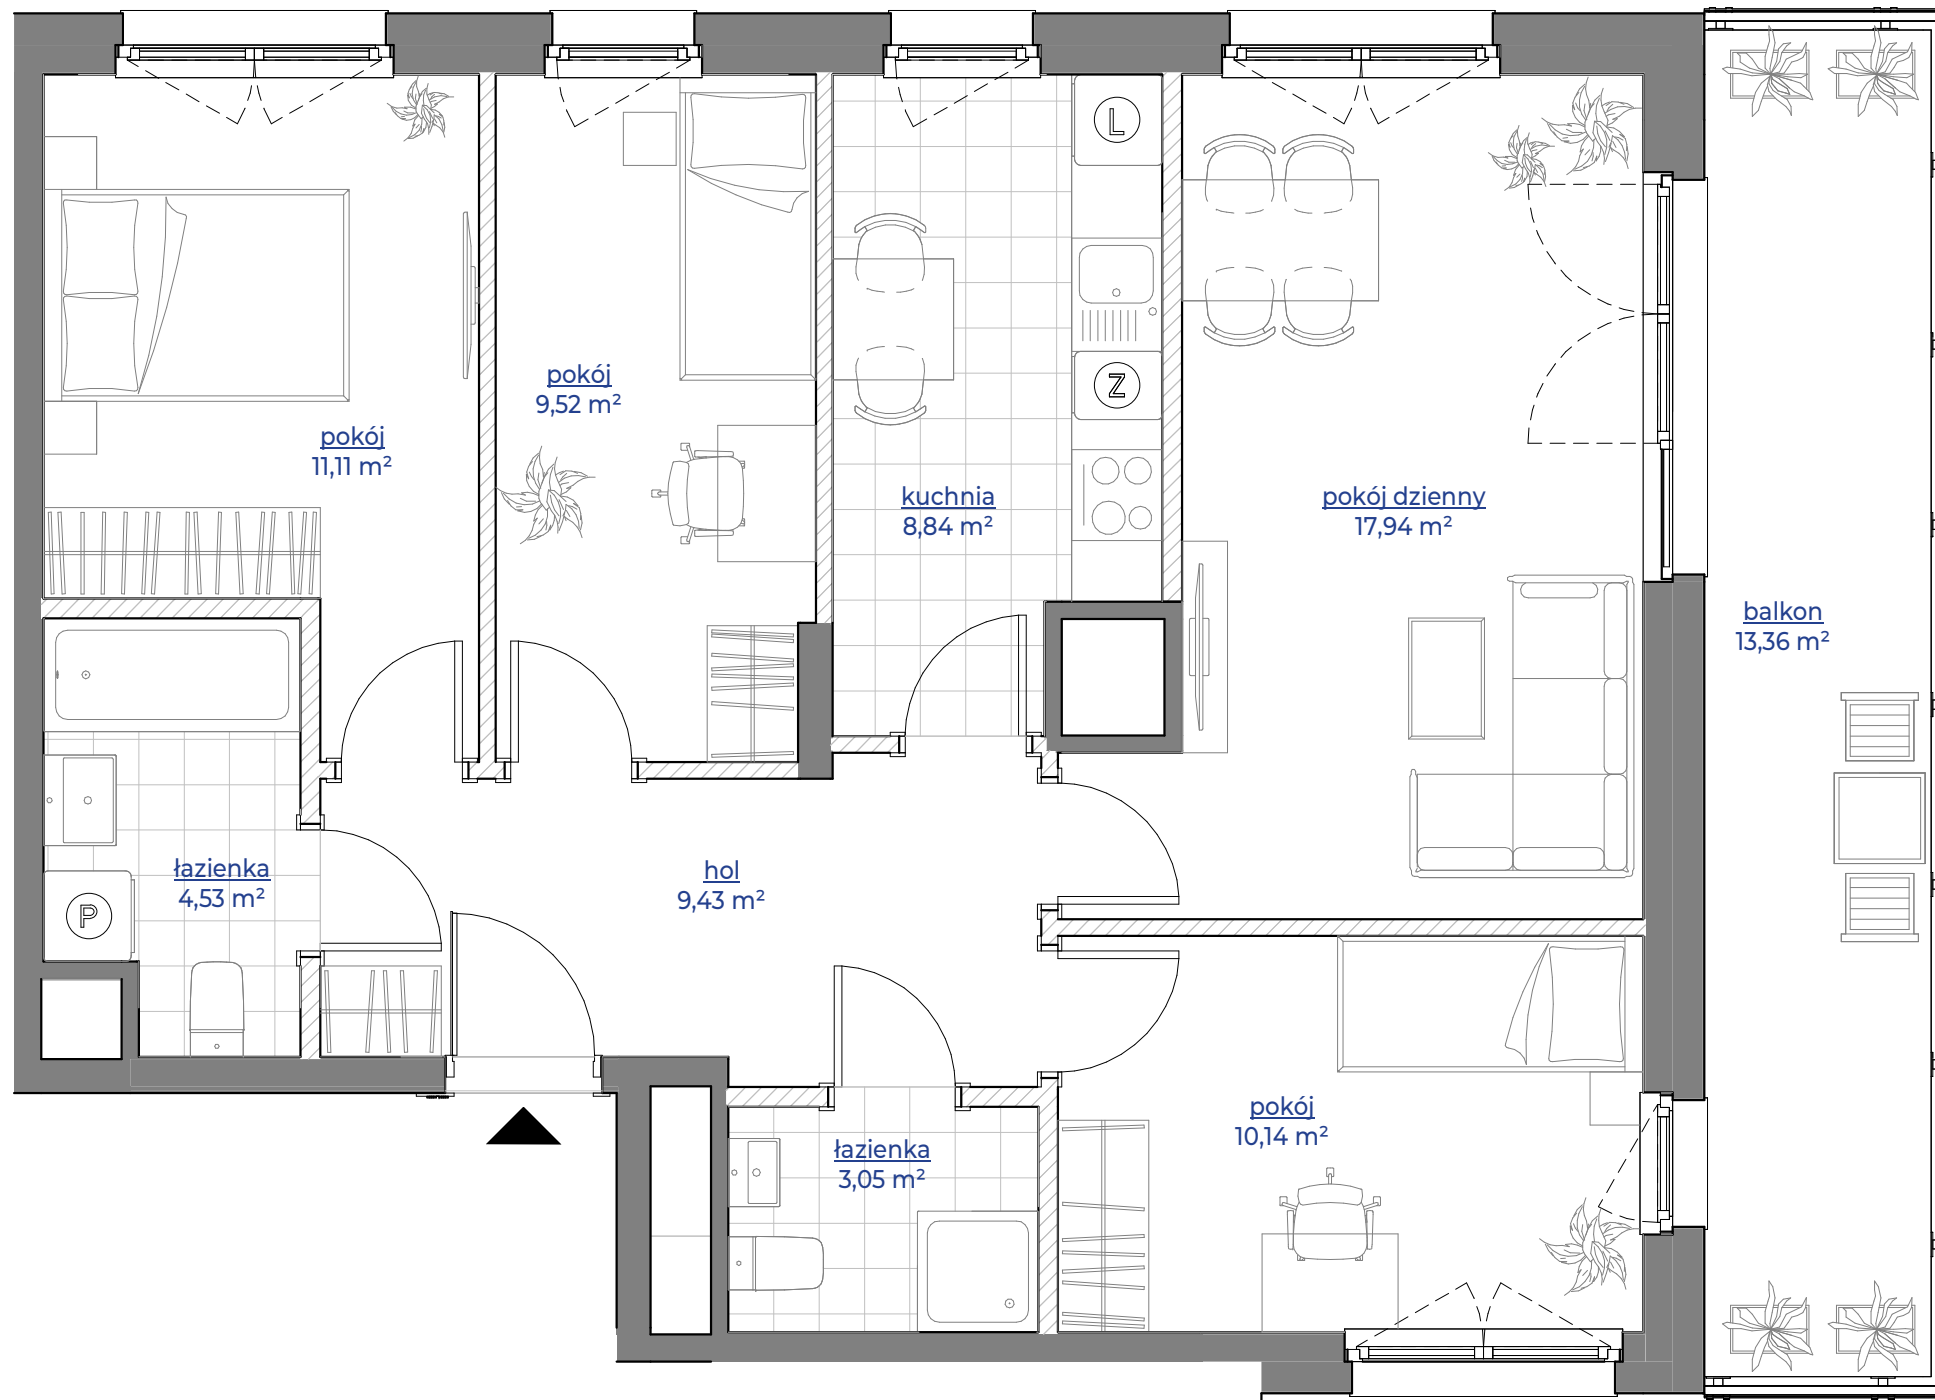 L
pokój
9,52 m²
Z
pokój
11,11 m²
kuchnia
8,84 m²
pokój dzienny
17,94 m²
balkon
13,36 m²
łazienka
4,53 m²
P
hol
9,43 m²
łazienka
3,05 m²
pokój
10,14 m²